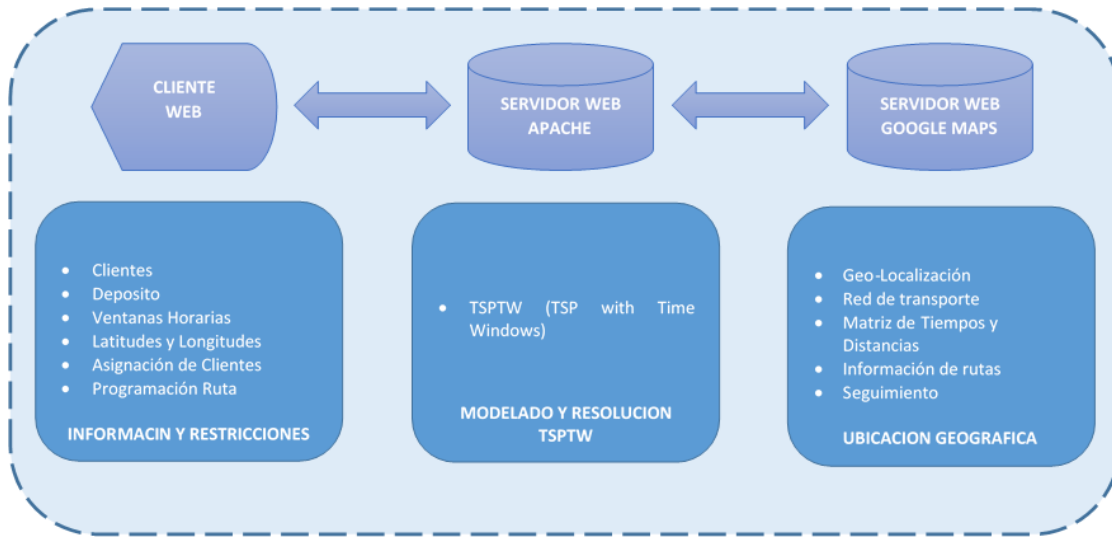 CLIENTE
WEB
SERVIDOR WEB
APACHE
SERVIDOR WEB
GOOGLE MAPS
• Clientes
• Deposito
• Ventanas Horarias
• Latitudes y Longitudes
• Asignación de Clientes
• Programación Ruta
INFORMACIN Y RESTRICCIONES
• TSPTW (TSP with Time
Windows)
MODELADO Y RESOLUCION
TSPTW
• Geo-Localización
• Red de transporte
• Matriz de Tiempos y
Distancias
• Información de rutas
• Seguimiento
UBICACION GEOGRAFICA